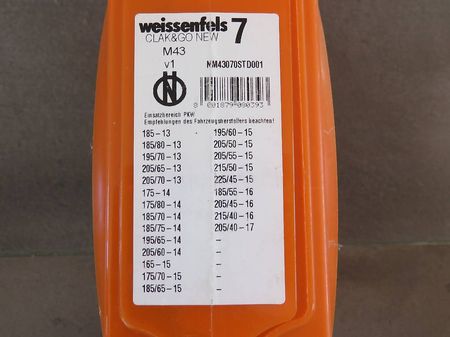 weissenfels 7
CLAK&GO NEW
M43
v1
NM43070STD001
8 001879 080393
Einsatzbereich PKW
Empfehlungen des Fahrzeugherstellers beachten!
185-13 195/60-15
185/80-13 205/50-15
195/70-13 205/55-15
205/65-13 215/50-15
205/70-13 225/45-15
175-14 185/55-16
175/80-14 205/45-16
185/70-14 215/40-16
185/75-14 205/40-17
195/65-14 -
205/60-14 -
165-15 -
175/70-15 -
185/65-15 -